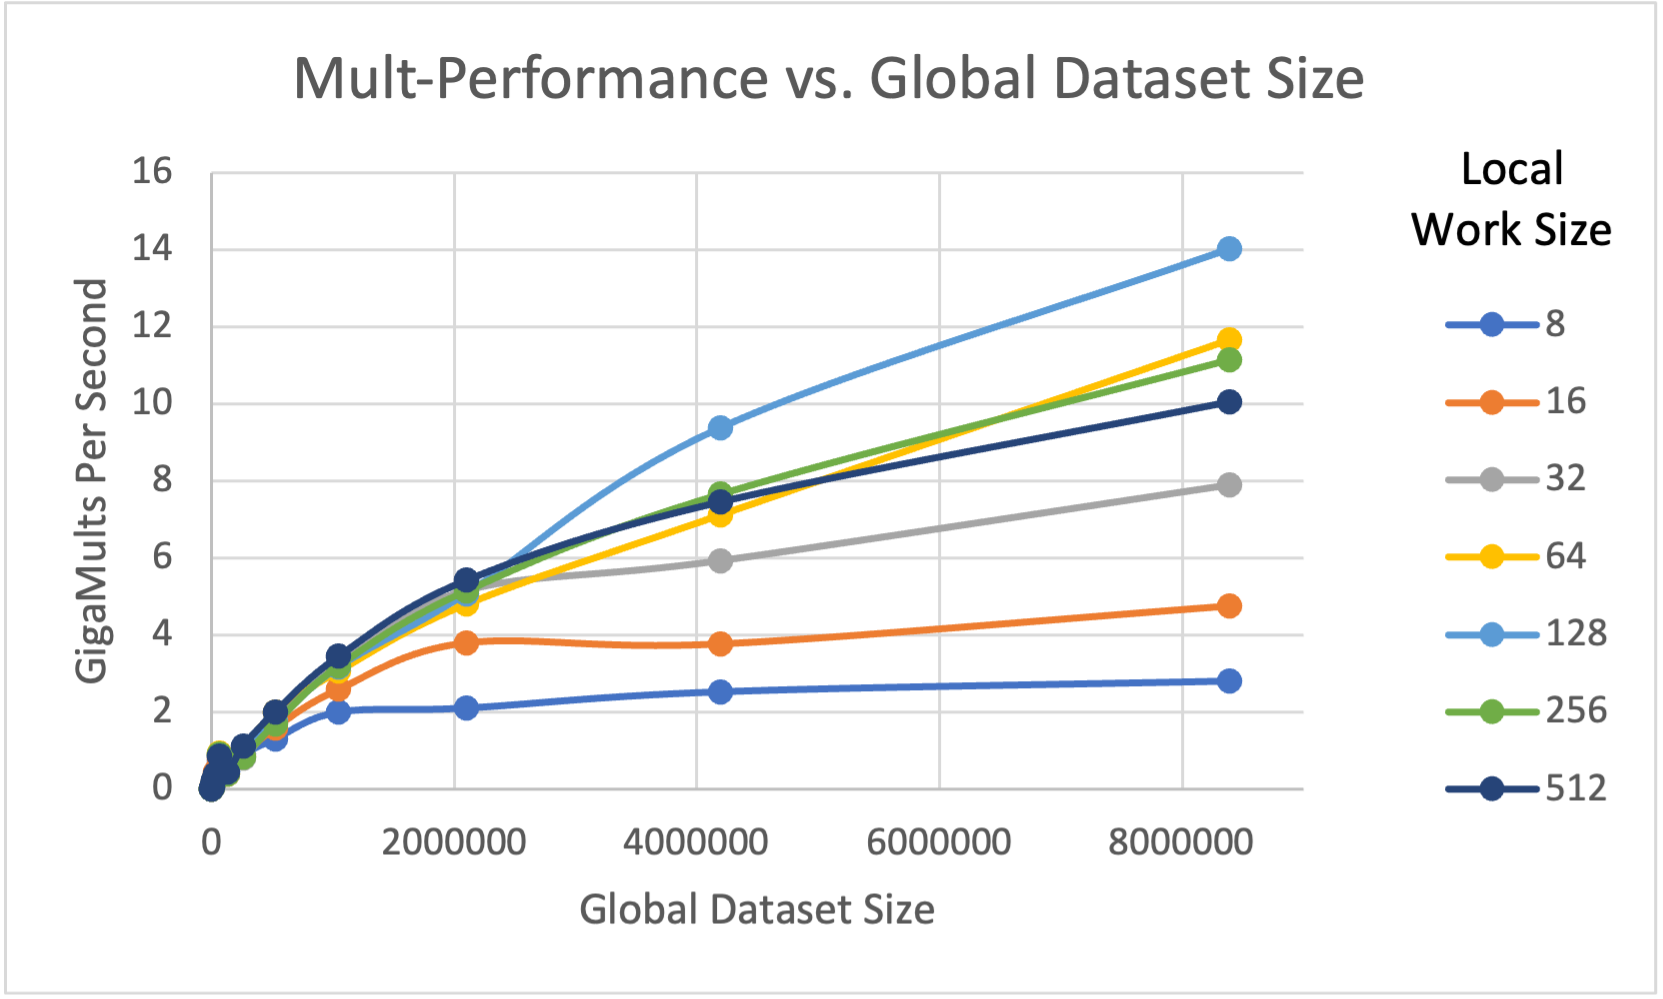 Mult-Performance vs. Global Dataset Size
GigaMults Per Second
16
14
12
10
8
6
4
2
0
0 2000000 4000000 6000000 8000000
Global Dataset Size
Local
Work Size
8
16
32
64
128
256
512